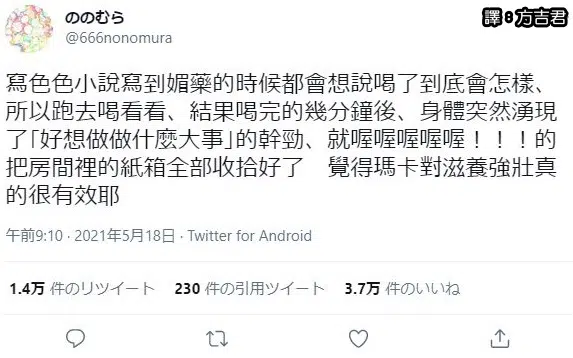 譯:方吉君
ののむら
@666nonomura
寫色色小說寫到媚藥的時候都會想說喝了到底會怎樣、
所以跑去喝看看、結果喝完的幾分鐘後、身體突然湧現
了｢好想做做什麼大事｣的幹勁、就喔喔喔喔喔！！！的
把房間裡的紙箱全部收拾好了　覺得瑪卡對滋養強壯真
的很有效耶
午前9:10 · 2021年5月18日 · Twitter for Android
1.4万 件のリツイート 230 件の引用ツイート 3.7万 件のいいね